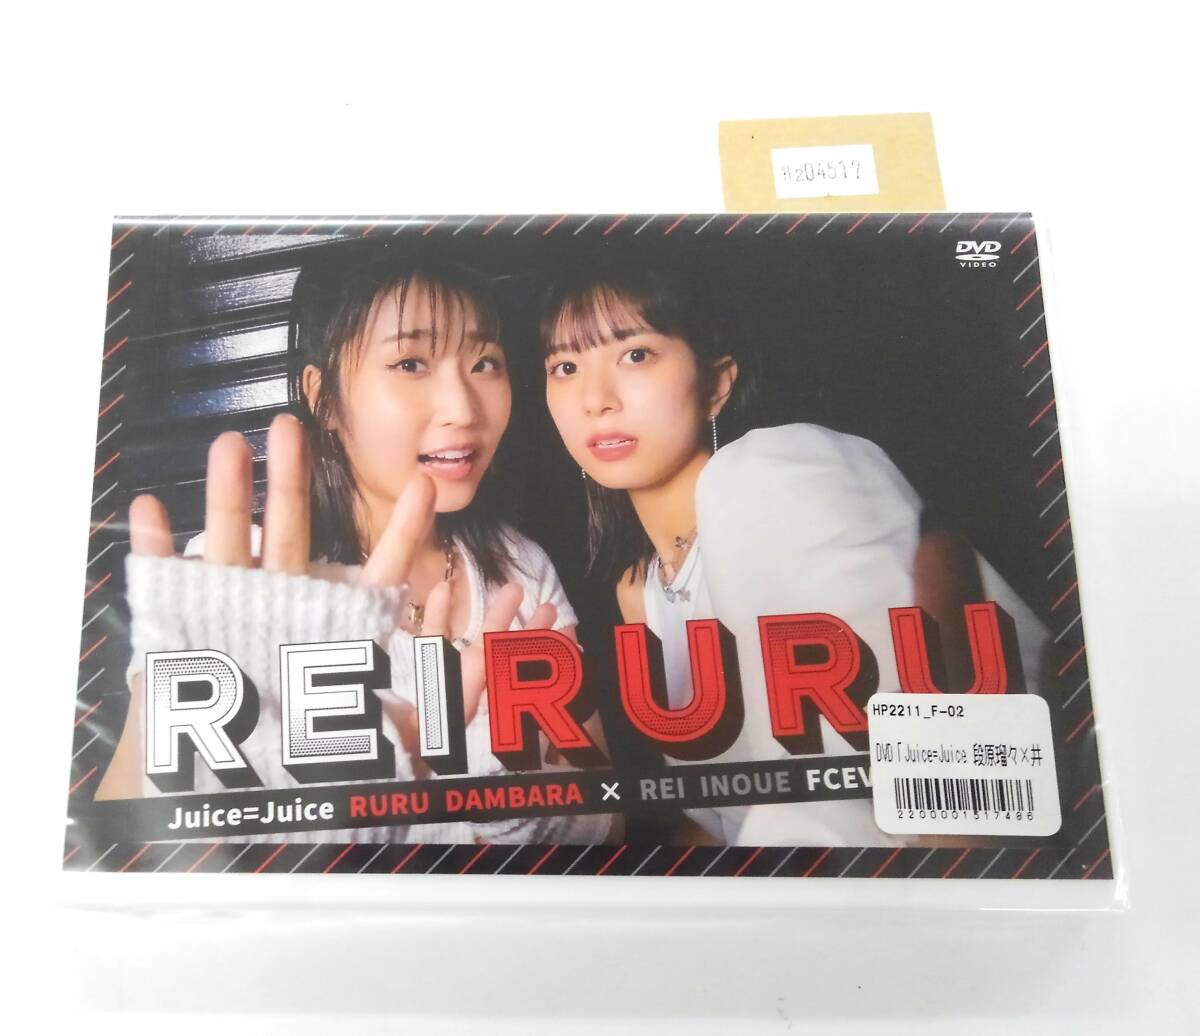 204517
DVD
VIDEO
REIRURU
Juice=Juice RURU DAMBARA × REI INOUE
HP2211_F-02
DVD「Juice=Juice 段原瑠々×井
2200001517486